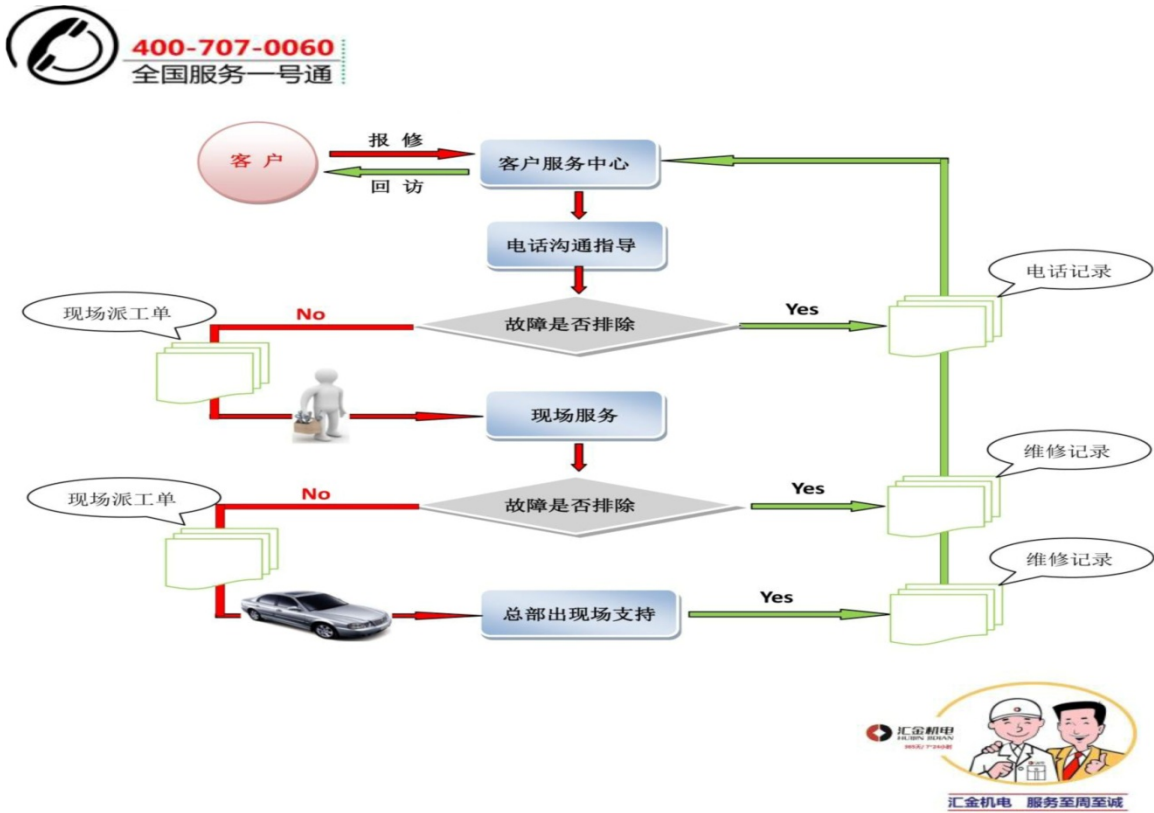 400-707-0060
全国服务一号通
报 修
客 户
客户服务中心
回 访
电话沟通指导
电话记录
现场派工单
No
故障是否排除
Yes
现场服务
维修记录
现场派工单
No
故障是否排除
Yes
维修记录
总部出现场支持
Yes
汇金机电
HUIJIN JIDIAN
汇金机电 服务至周至诚